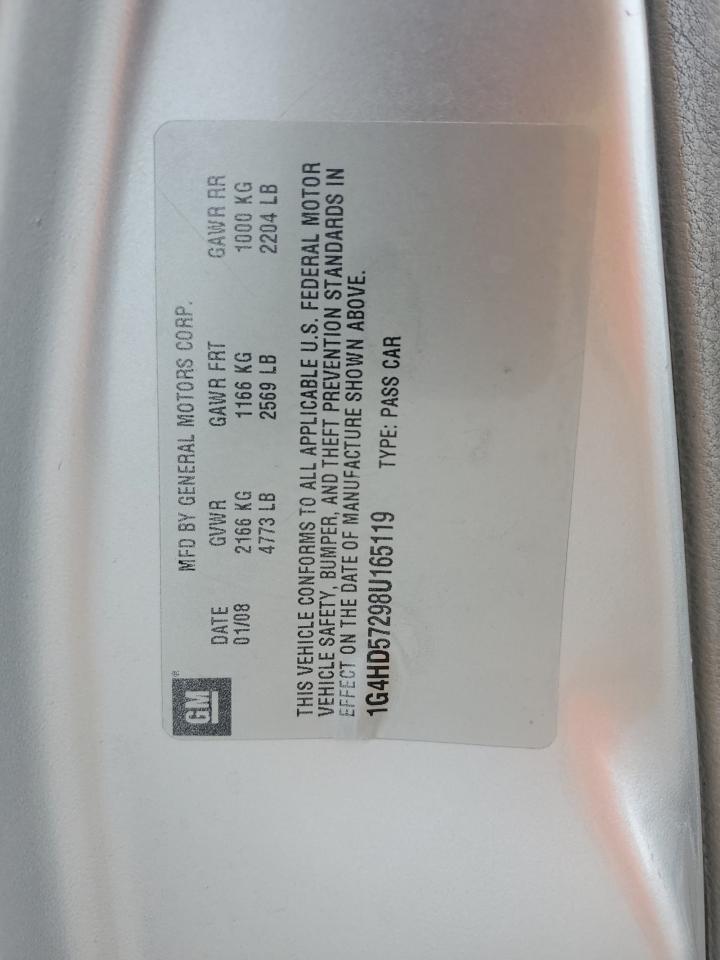 GM®
MFD BY GENERAL MOTORS CORP.
DATE GVWR GAWR FRT GAWR RR
01/08 2166 KG 1166 KG 1000 KG
4773 LB 2569 LB 2204 LB
THIS VEHICLE CONFORMS TO ALL APPLICABLE U.S. FEDERAL MOTOR
VEHICLE SAFETY, BUMPER, AND THEFT PREVENTION STANDARDS IN
EFFECT ON THE DATE OF MANUFACTURE SHOWN ABOVE.
1G4HD57298U165119 TYPE: PASS CAR